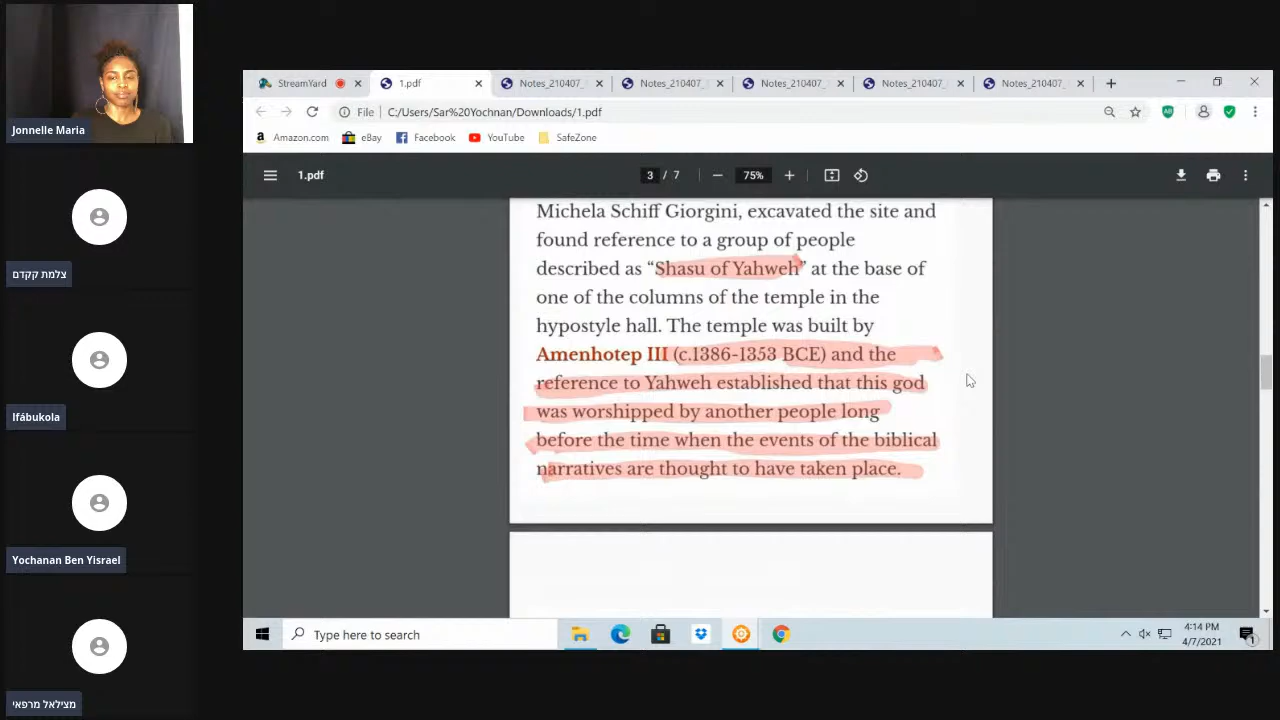 Jonnelle Maria
צלמת קקדם
Ifábukola
Yochanan Ben Yisrael
מצילאל מרפאי
StreamYard
1.pdf
Notes_210407_
Notes_210407_
Notes_210407_
Notes_210407_
Notes_210407_
File
C:/Users/Sar%20Yochnan/Downloads/1.pdf
Amazon.com
eBay
Facebook
YouTube
SafeZone
1.pdf
3 / 7
75%
Michela Schiff Giorgini, excavated the site and
found reference to a group of people
described as “Shasu of Yahweh” at the base of
one of the columns of the temple in the
hypostyle hall. The temple was built by
Amenhotep III (c.1386-1353 BCE) and the
reference to Yahweh established that this god
was worshipped by another people long
before the time when the events of the biblical
narratives are thought to have taken place.
Type here to search
4:14 PM
4/7/2021